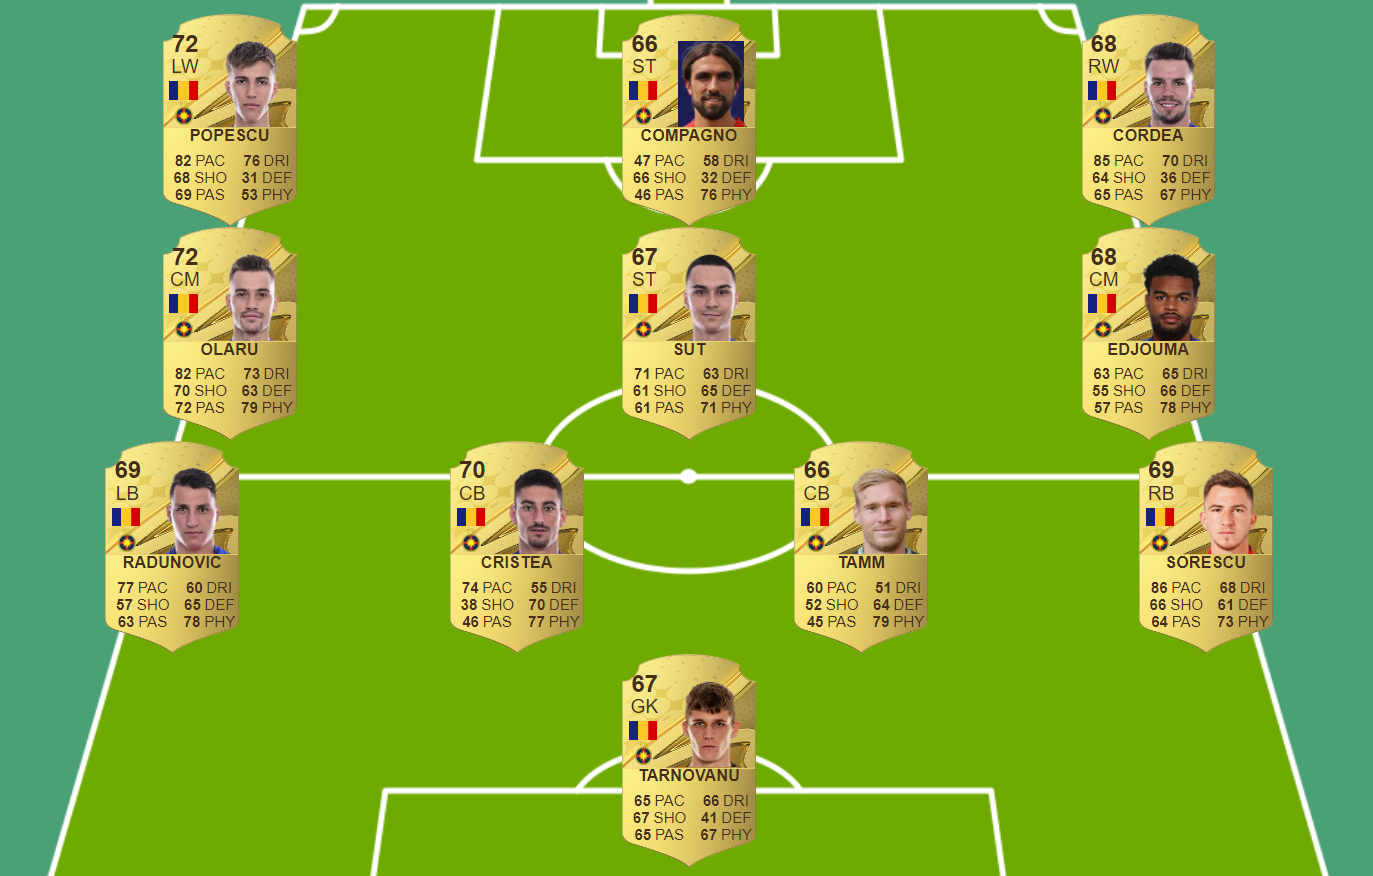 72
LW
POPESCU
82 PAC 76 DRI
68 SHO 31 DEF
69 PAS 53 PHY
66
ST
COMPAGNO
47 PAC 58 DRI
66 SHO 32 DEF
46 PAS 76 PHY
68
RW
CORDEA
85 PAC 70 DRI
64 SHO 36 DEF
65 PAS 67 PHY
72
CM
OLARU
82 PAC 73 DRI
70 SHO 63 DEF
72 PAS 79 PHY
67
ST
SUT
71 PAC 63 DRI
61 SHO 65 DEF
61 PAS 71 PHY
68
CM
EDJOUMA
63 PAC 65 DRI
55 SHO 66 DEF
57 PAS 78 PHY
69
LB
RADUNOVIC
77 PAC 60 DRI
57 SHO 65 DEF
63 PAS 78 PHY
70
CB
CRISTEA
74 PAC 55 DRI
38 SHO 70 DEF
46 PAS 77 PHY
66
CB
TAMM
60 PAC 51 DRI
52 SHO 64 DEF
45 PAS 79 PHY
69
RB
SORESCU
86 PAC 68 DRI
66 SHO 61 DEF
64 PAS 73 PHY
67
GK
TARNOVANU
65 PAC 66 DRI
67 SHO 41 DEF
65 PAS 67 PHY